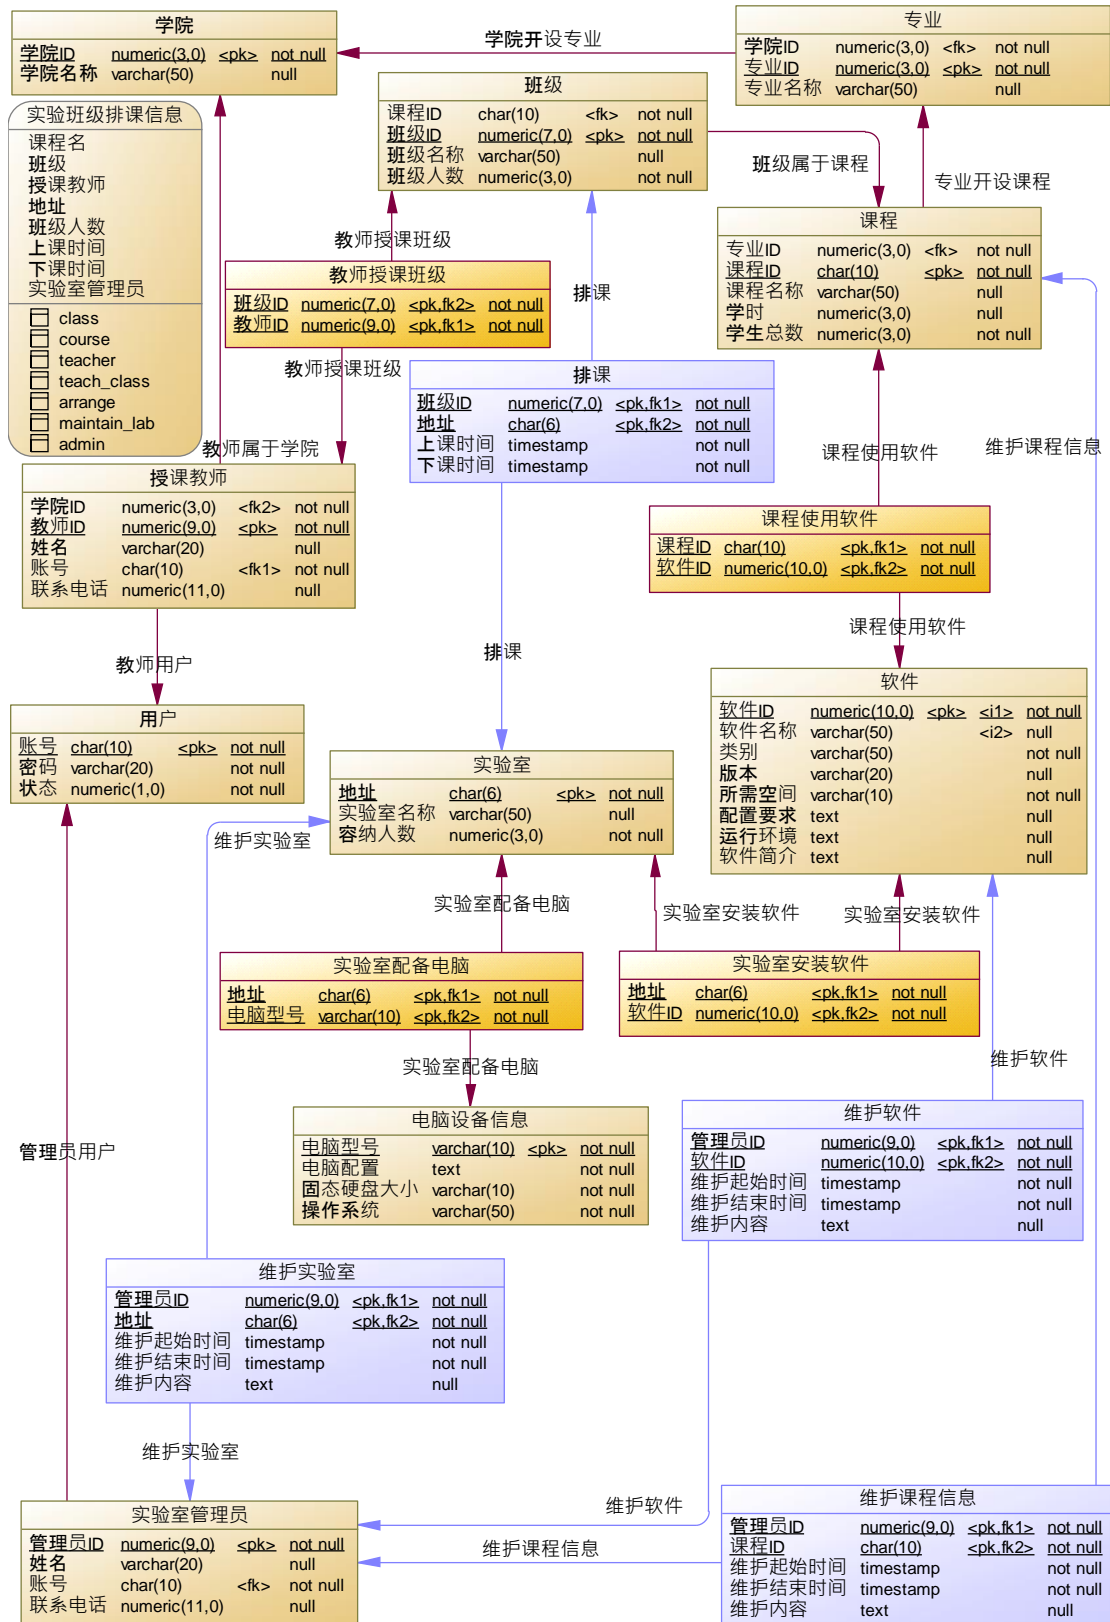 学院
学院ID numeric(3,0) <pk> not null
学院名称 varchar(50) null
学院开设专业
专业
学院ID numeric(3,0) <fk> not null
专业ID numeric(3,0) <pk> not null
专业名称 varchar(50) null
班级
课程ID char(10) <fk> not null
班级ID numeric(7,0) <pk> not null
班级名称 varchar(50) null
班级人数 numeric(3,0) not null
实验班级排课信息
课程名
班级
授课教师
地址
班级人数
上课时间
下课时间
实验室管理员
class
course
teacher
teach_class
arrange
maintain_lab
admin
班级属于课程
专业开设课程
课程
专业ID numeric(3,0) <fk> not null
课程ID char(10) <pk> not null
课程名称 varchar(50) null
学时 numeric(3,0) null
学生总数 numeric(3,0) not null
教师授课班级
教师授课班级
班级ID numeric(7,0) <pk,fk2> not null
教师ID numeric(9,0) <pk,fk1> not null
教师授课班级
排课
排课
班级ID numeric(7,0) <pk,fk1> not null
地址 char(6) <pk,fk2> not null
上课时间 timestamp not null
下课时间 timestamp not null
教师属于学院
课程使用软件
维护课程信息
授课教师
学院ID numeric(3,0) <fk2> not null
教师ID numeric(9,0) <pk> not null
姓名 varchar(20) null
账号 char(10) <fk1> not null
联系电话 numeric(11,0) null
课程使用软件
课程ID char(10) <pk,fk1> not null
软件ID numeric(10,0) <pk,fk2> not null
课程使用软件
教师用户
排课
用户
账号 char(10) <pk> not null
密码 varchar(20) not null
状态 numeric(1,0) not null
软件
软件ID numeric(10,0) <pk> <i1> not null
软件名称 varchar(50) <i2> null
类别 varchar(50) not null
版本 varchar(20) null
所需空间 varchar(10) not null
配置要求 text null
运行环境 text null
软件简介 text null
实验室
地址 char(6) <pk> not null
实验室名称 varchar(50) null
容纳人数 numeric(3,0) not null
维护实验室
实验室配备电脑
实验室安装软件
实验室安装软件
实验室配备电脑
地址 char(6) <pk,fk1> not null
电脑型号 varchar(10) <pk,fk2> not null
实验室安装软件
地址 char(6) <pk,fk1> not null
软件ID numeric(10,0) <pk,fk2> not null
实验室配备电脑
维护软件
电脑设备信息
电脑型号 varchar(10) <pk> not null
电脑配置 text not null
固态硬盘大小 varchar(10) not null
操作系统 varchar(50) not null
维护软件
管理员ID numeric(9,0) <pk,fk1> not null
软件ID numeric(10,0) <pk,fk2> not null
维护起始时间 timestamp not null
维护结束时间 timestamp not null
维护内容 text null
管理员用户
维护实验室
管理员ID numeric(9,0) <pk,fk1> not null
地址 char(6) <pk,fk2> not null
维护起始时间 timestamp not null
维护结束时间 timestamp not null
维护内容 text null
维护实验室
维护软件
维护课程信息
实验室管理员
管理员ID numeric(9,0) <pk> not null
姓名 varchar(20) null
账号 char(10) <fk> not null
联系电话 numeric(11,0) null
维护课程信息
管理员ID numeric(9,0) <pk,fk1> not null
课程ID char(10) <pk,fk2> not null
维护起始时间 timestamp not null
维护结束时间 timestamp not null
维护内容 text null